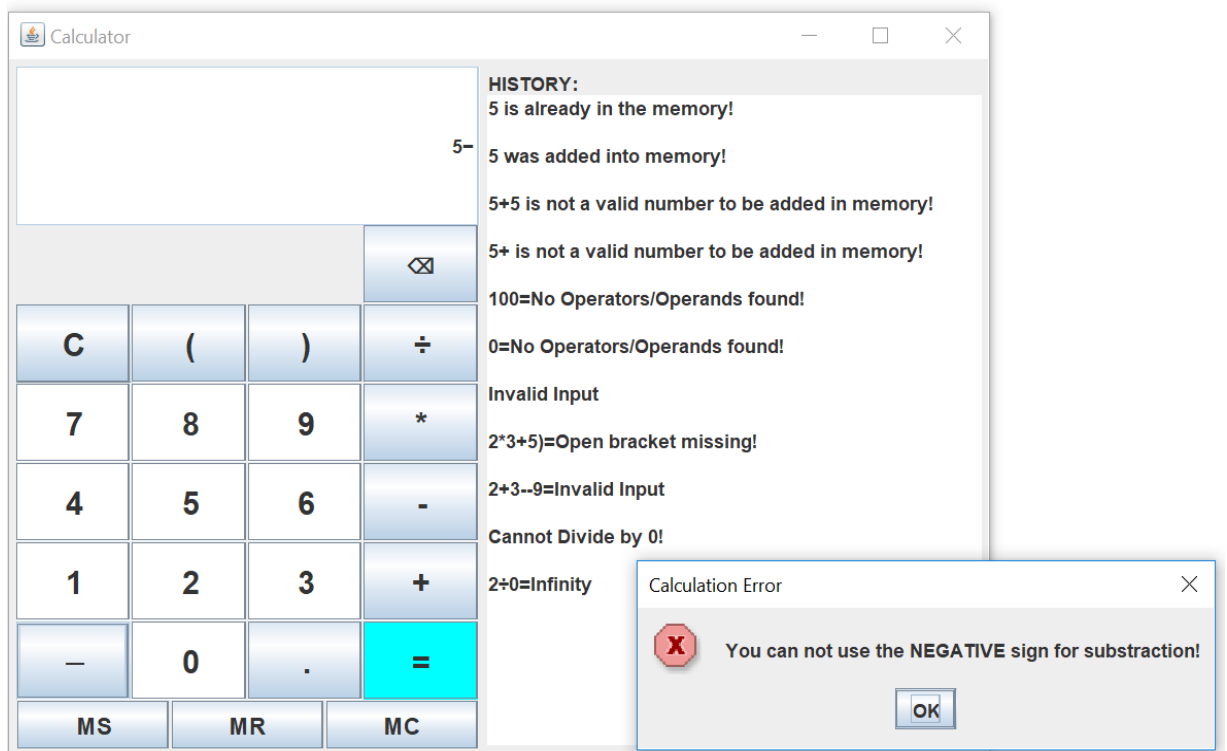 Calculator
5−
HISTORY:
5 is already in the memory!
5 was added into memory!
5+5 is not a valid number to be added in memory!
5+ is not a valid number to be added in memory!
100=No Operators/Operands found!
0=No Operators/Operands found!
Invalid Input
2*3+5)=Open bracket missing!
2+3--9=Invalid Input
Cannot Divide by 0!
2÷0=Infinity
⌫
C ( ) ÷
7 8 9 *
4 5 6 -
1 2 3 +
− 0 . =
MS MR MC
Calculation Error
You can not use the NEGATIVE sign for substraction!
OK